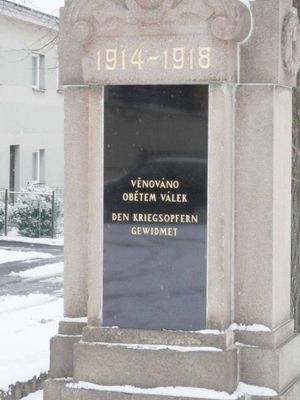 1914-1918
VĚNOVÁNO
OBĚTEM VÁLEK
DEN KRIEGSOPFERN
GEWIDMET